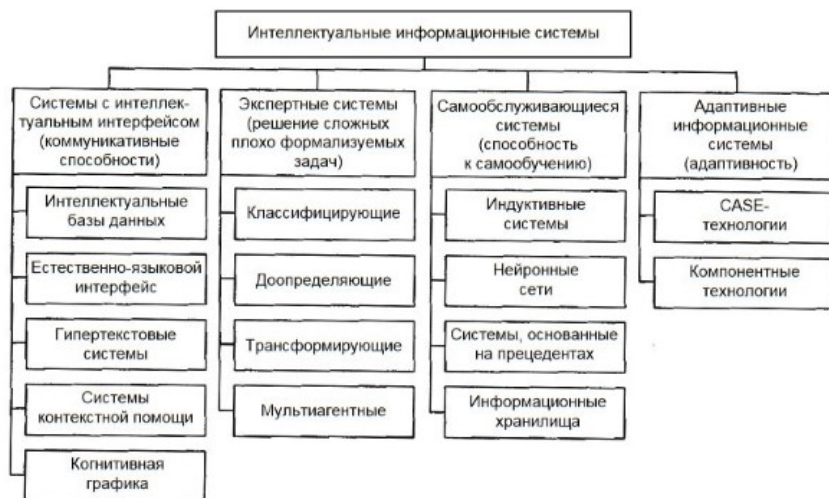 Интеллектуальные информационные системы
Системы с интеллек-
туальным интерфейсом
(коммуникативные
способности)
Интеллектуальные
базы данных
Естественно-языковой
интерфейс
Гипертекстовые
системы
Системы
контекстной помощи
Когнитивная
графика
Экспертные системы
(решение сложных
плохо формализуемых
задач)
Классифицирующие
Доопределяющие
Трансформирующие
Мультиагентные
Самообслуживающиеся
системы
(способность
к самообучению)
Индуктивные
системы
Нейронные
сети
Системы, основанные
на прецедентах
Информационные
хранилища
Адаптивные
информационные
системы
(адаптивность)
CASE-
технологии
Компонентные
технологии